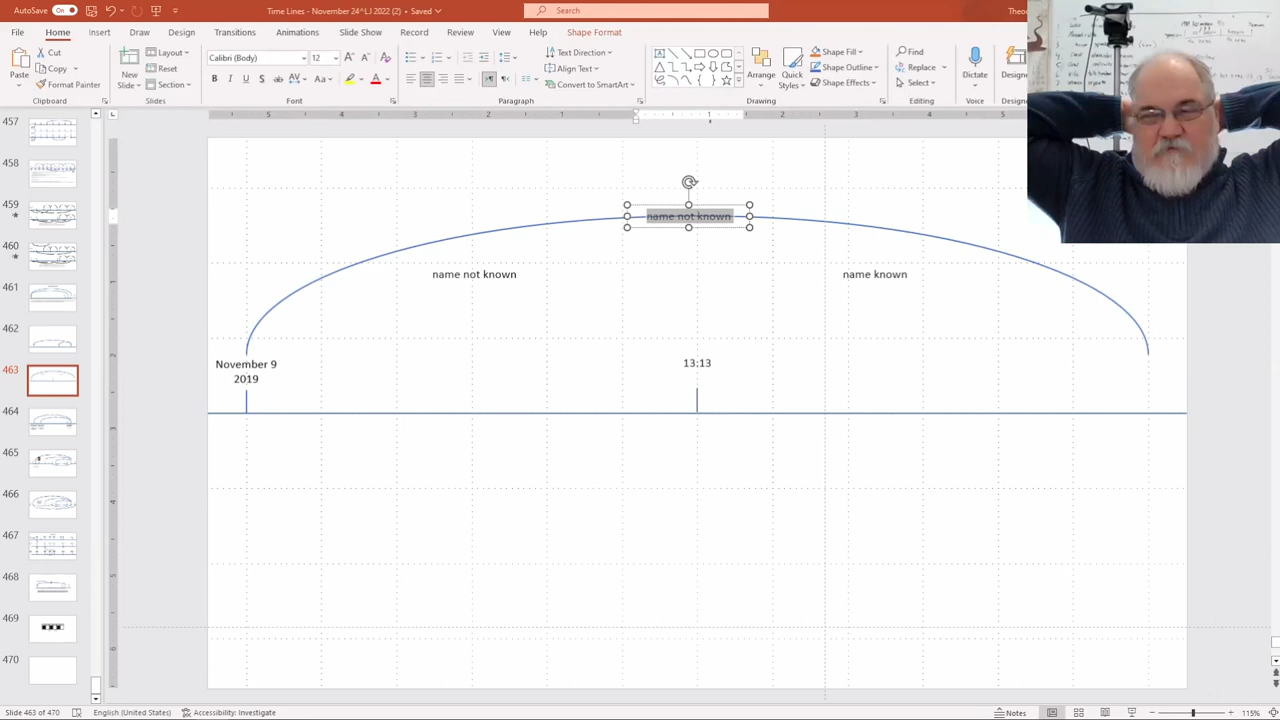 AutoSave On
Time Lines - November 24^LJ 2022 (2) • Saved
Search
Theo
File Home Insert Draw Design Transitions Animations Slide Show Record Review View Help Shape Format
Cut
Copy
Format Painter
Paste
Clipboard
New
Slides
Layout
Reset
Section
Slides
Calibri (Body) 12
Font
Text Direction
Align Text
Convert to SmartArt
Paragraph
Arrange
Quick
Styles
Shape Fill
Shape Outline
Shape Effects
Drawing
Find
Replace
Select
Editing
Dictate
Voice
Designe
Designe
458
460
461
462
463
464
465
466
467
468
469
470
name not known
name not known
name known
November 9
2019
13:13
Slide 463 of 470
English (United States)
Accessibility: Investigate
Notes
115%